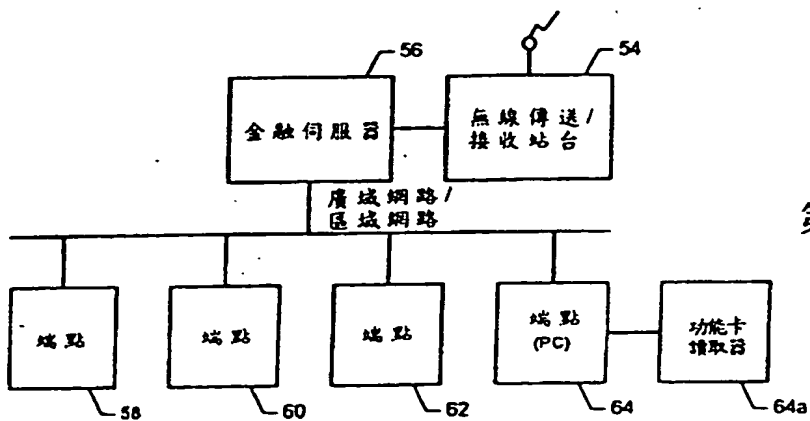 56
54
金融伺服器
無線傳送/
接收站台
廣域網路/
區域網路
第
端點
端點
端點
端點
(PC)
功能卡
讀取器
58
60
62
64
64a